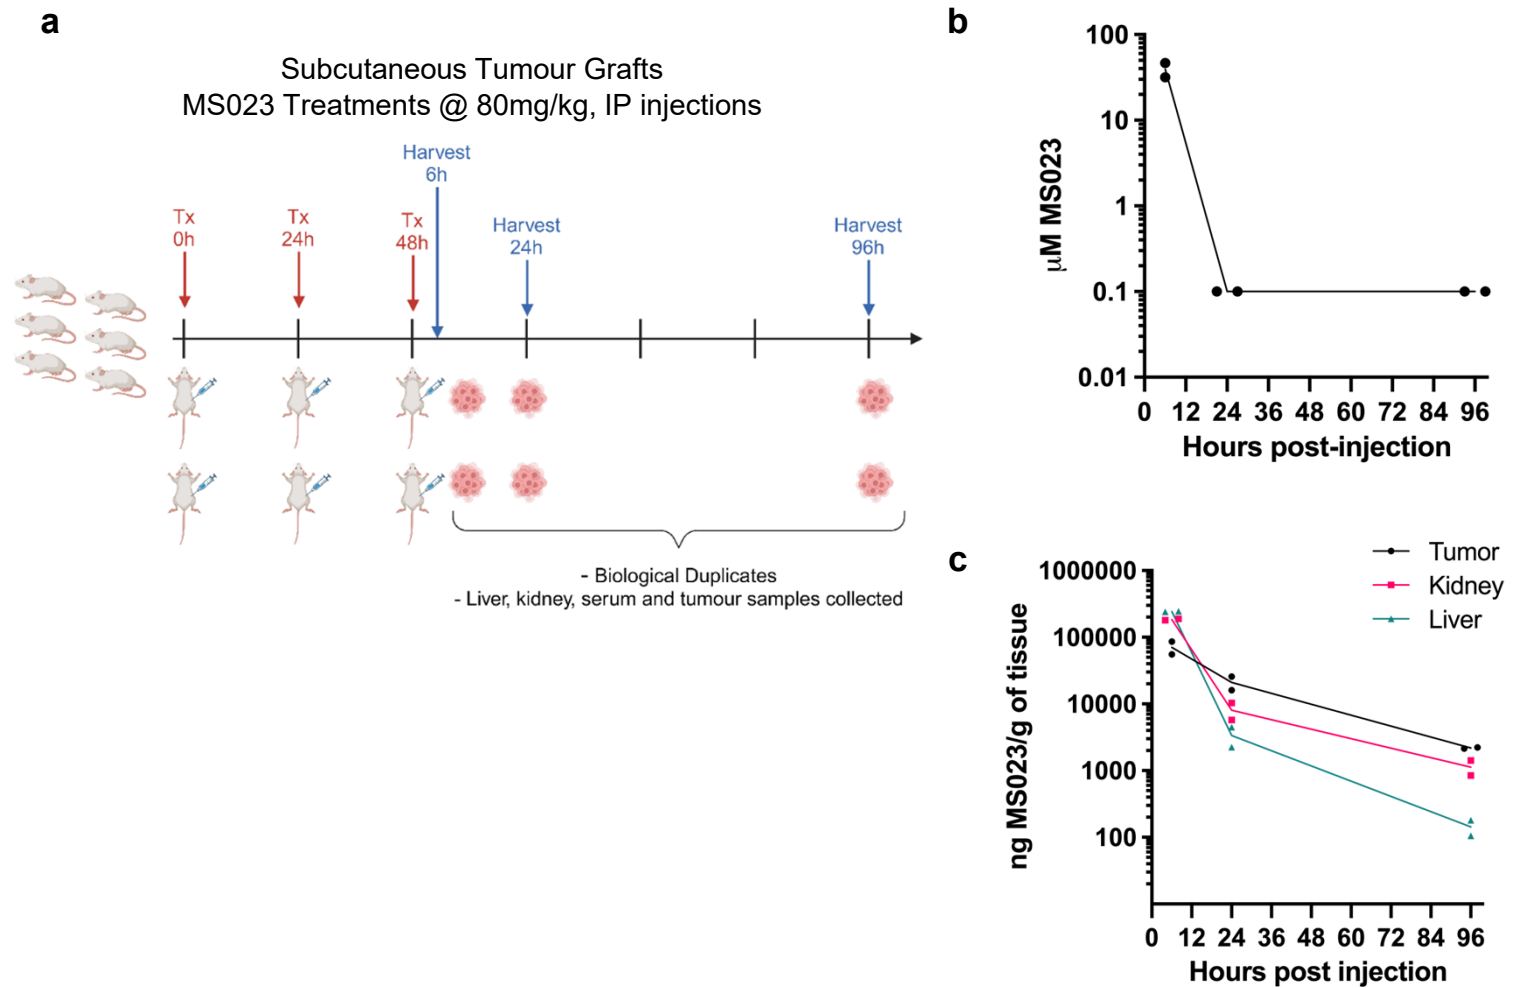 a
Subcutaneous Tumour Grafts
MS023 Treatments @ 80mg/kg, IP injections
Harvest
6h
Tx
0h
Tx
24h
Tx
48h
Harvest
24h
Harvest
96h
- Biological Duplicates
- Liver, kidney, serum and tumour samples collected
b
100
10
1
0.1
0.01
µM MS023
0 12 24 36 48 60 72 84 96
Hours post-injection
c
Tumor
Kidney
Liver
1000000
100000
10000
1000
100
ng MS023/g of tissue
0 12 24 36 48 60 72 84 96
Hours post injection